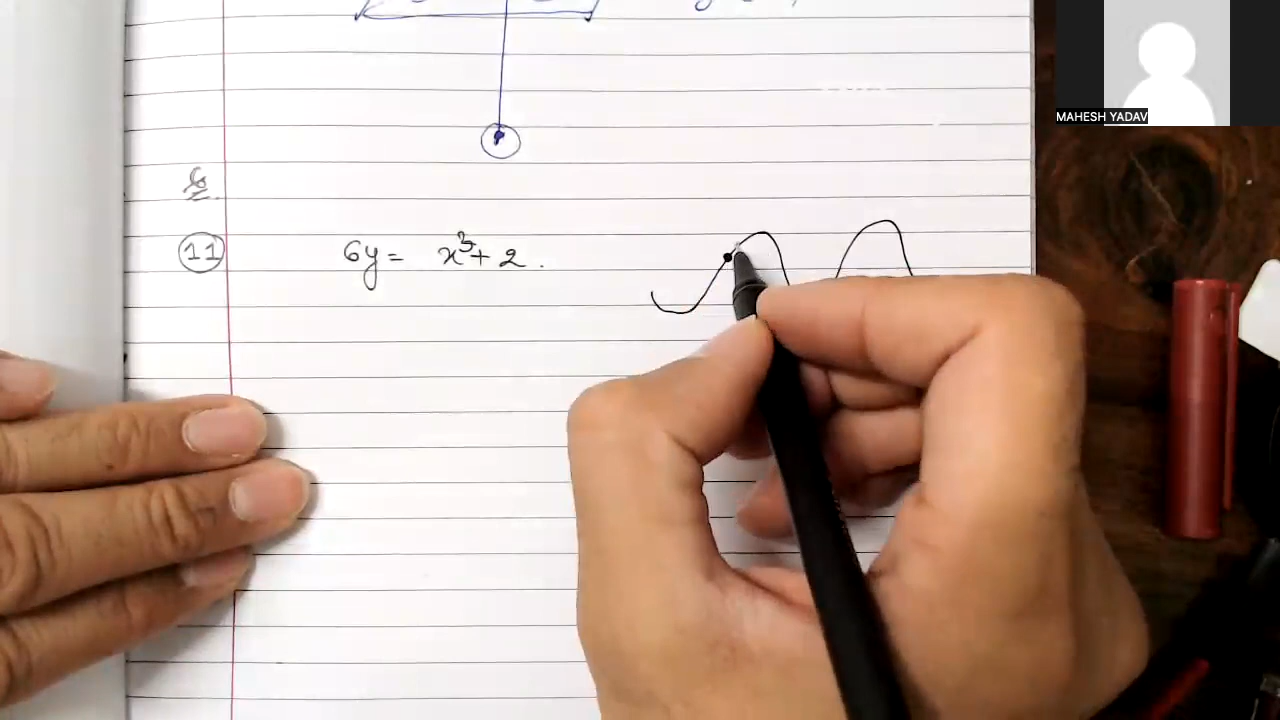 MAHESH YADAV
11 6y = x³ + 2.